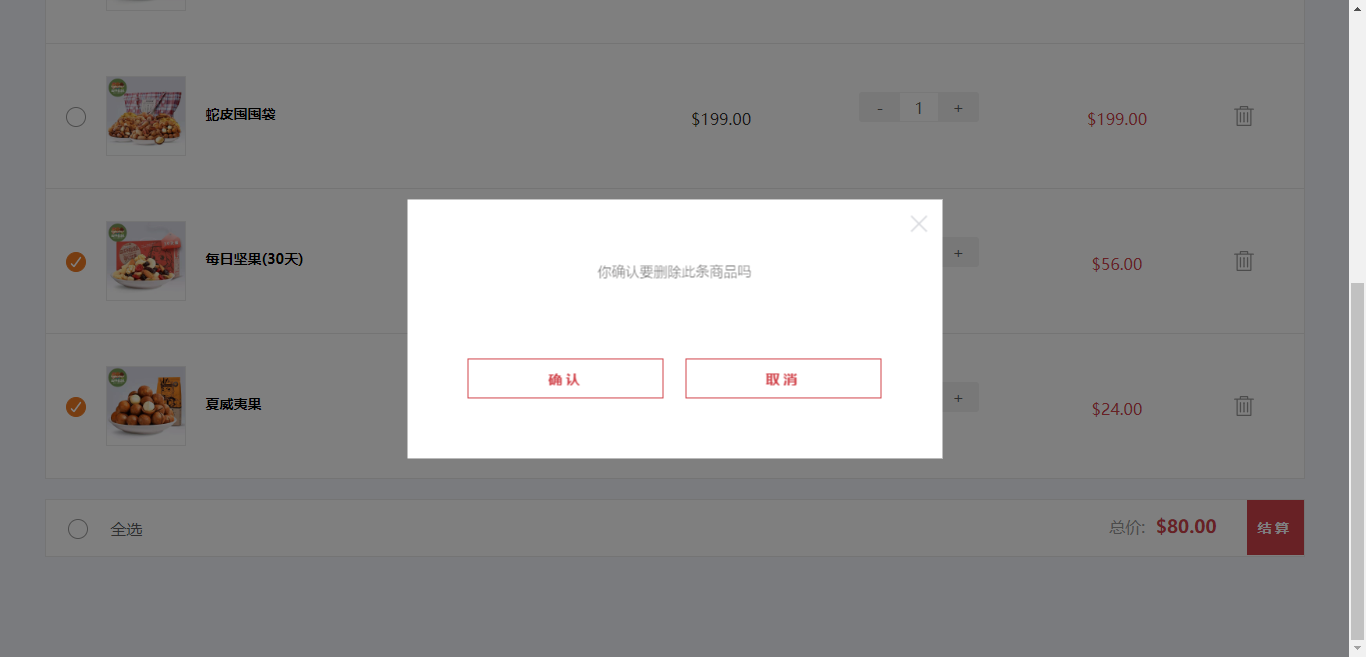 蛇皮囤囤袋
$199.00
- 1 +
$199.00
每日坚果(30天)
+
$56.00
你确认要删除此条商品吗
确认
取消
夏威夷果
+
$24.00
全选
总价: $80.00
结算